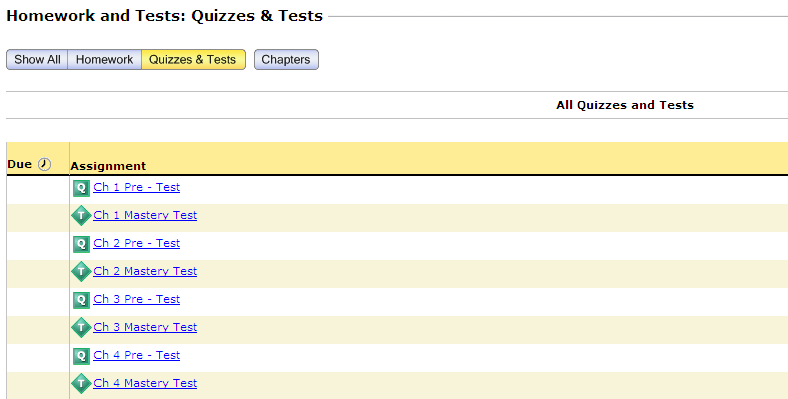 Homework and Tests: Quizzes & Tests
Show All Homework Quizzes & Tests Chapters
All Quizzes and Tests
Due Assignment
Q Ch 1 Pre - Test
T Ch 1 Mastery Test
Q Ch 2 Pre - Test
T Ch 2 Mastery Test
Q Ch 3 Pre - Test
T Ch 3 Mastery Test
Q Ch 4 Pre - Test
T Ch 4 Mastery Test